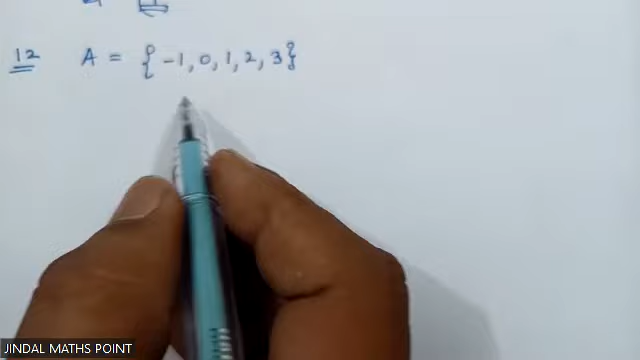 12 A = {-1, 0, 1, 2, 3}
JINDAL MATHS POINT